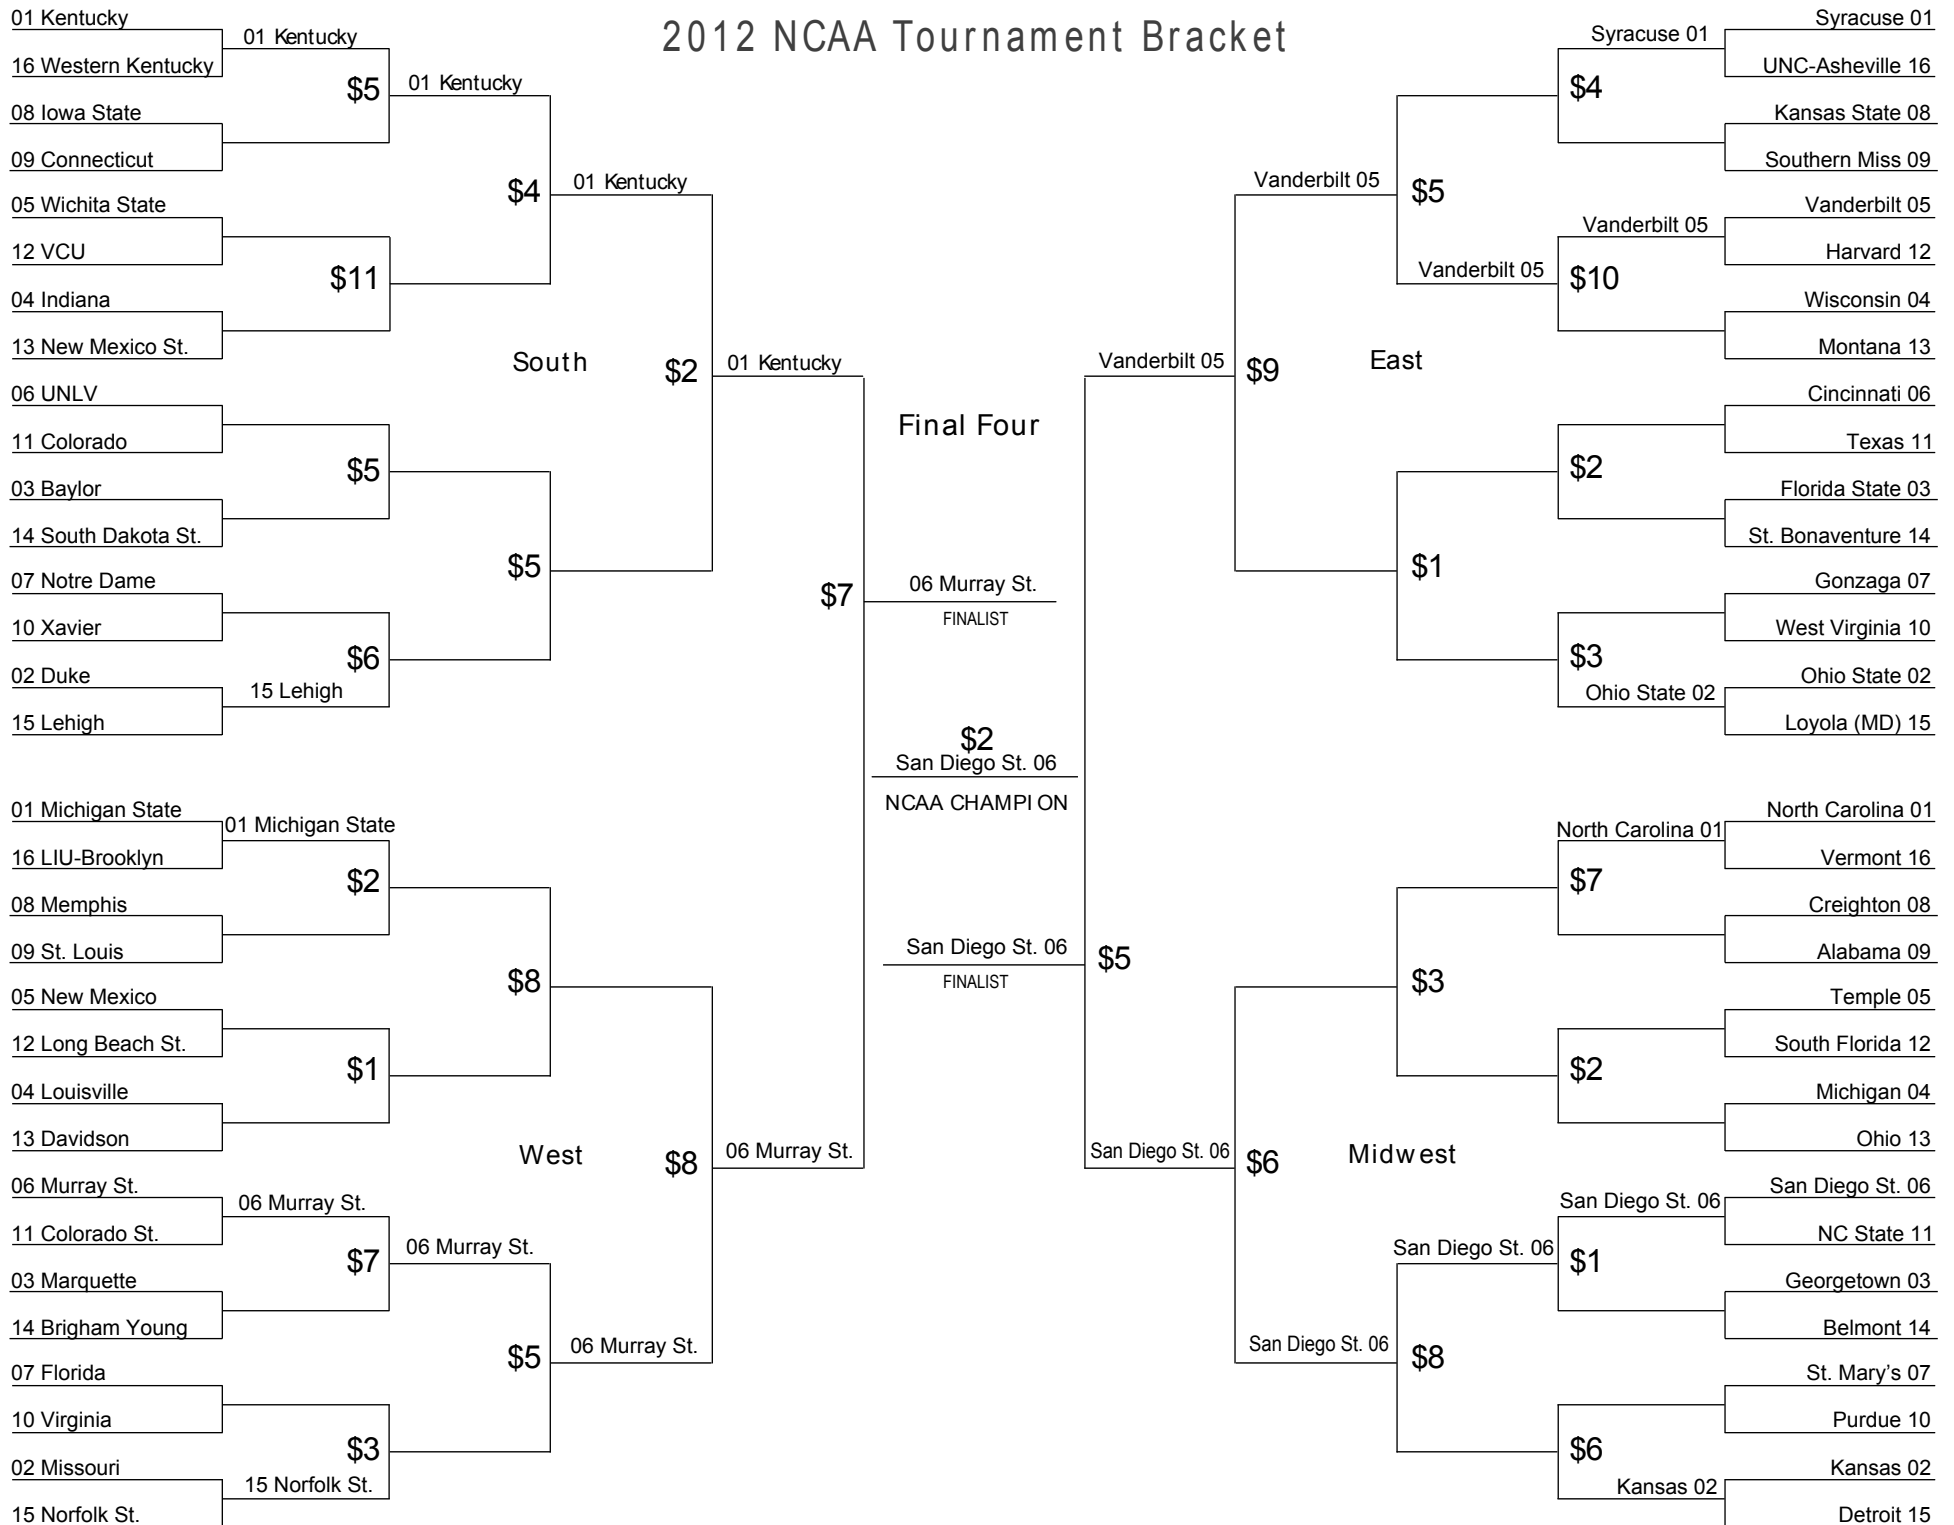 2012 NCAA Tournament Bracket
01 Kentucky
16 Western Kentucky
08 Iowa State
09 Connecticut
05 Wichita State
12 VCU
04 Indiana
13 New Mexico St.
06 UNLV
11 Colorado
03 Baylor
14 South Dakota St.
07 Notre Dame
10 Xavier
02 Duke
15 Lehigh
01 Kentucky
$5
$11
$5
$6
15 Lehigh
01 Kentucky
$4
$5
01 Kentucky
South
$2
01 Kentucky
01 Michigan State
16 LIU-Brooklyn
08 Memphis
09 St. Louis
05 New Mexico
12 Long Beach St.
04 Louisville
13 Davidson
06 Murray St.
11 Colorado St.
03 Marquette
14 Brigham Young
07 Florida
10 Virginia
02 Missouri
15 Norfolk St.
01 Michigan State
$2
$1
06 Murray St.
$7
$3
15 Norfolk St.
$8
06 Murray St.
$5
06 Murray St.
West
$8
06 Murray St.
Final Four
$7
06 Murray St.
FINALIST
$2
San Diego St. 06
NCAA CHAMPION
San Diego St. 06
FINALIST
$5
Syracuse 01
UNC-Asheville 16
Kansas State 08
Southern Miss 09
Vanderbilt 05
Harvard 12
Wisconsin 04
Montana 13
Cincinnati 06
Texas 11
Florida State 03
St. Bonaventure 14
Gonzaga 07
West Virginia 10
Ohio State 02
Loyola (MD) 15
Syracuse 01
$4
Vanderbilt 05
$10
$2
$3
Ohio State 02
$5
Vanderbilt 05
$1
Vanderbilt 05
East
$9
Vanderbilt 05
North Carolina 01
Vermont 16
Creighton 08
Alabama 09
Temple 05
South Florida 12
Michigan 04
Ohio 13
San Diego St. 06
NC State 11
Georgetown 03
Belmont 14
St. Mary's 07
Purdue 10
Kansas 02
Detroit 15
North Carolina 01
$7
$2
San Diego St. 06
$1
$6
Kansas 02
$3
San Diego St. 06
$8
San Diego St. 06
Midwest
$6
San Diego St. 06